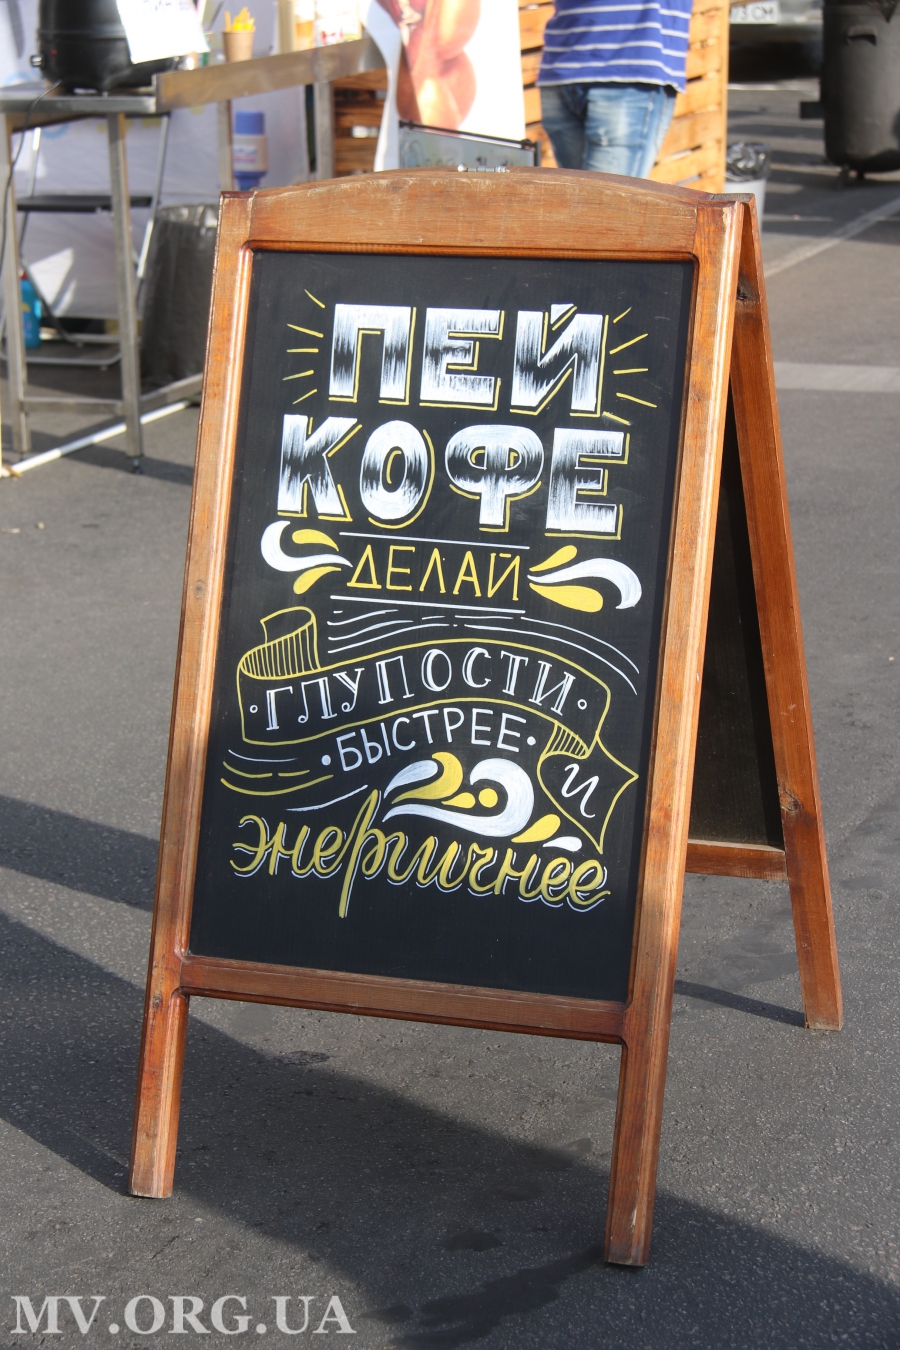 ПЕЙ
КОФЕ
ДЕЛАЙ
·ГЛУПОСТИ·
·БЫСТРЕЕ·
И
энергичнее
MV.ORG.UA